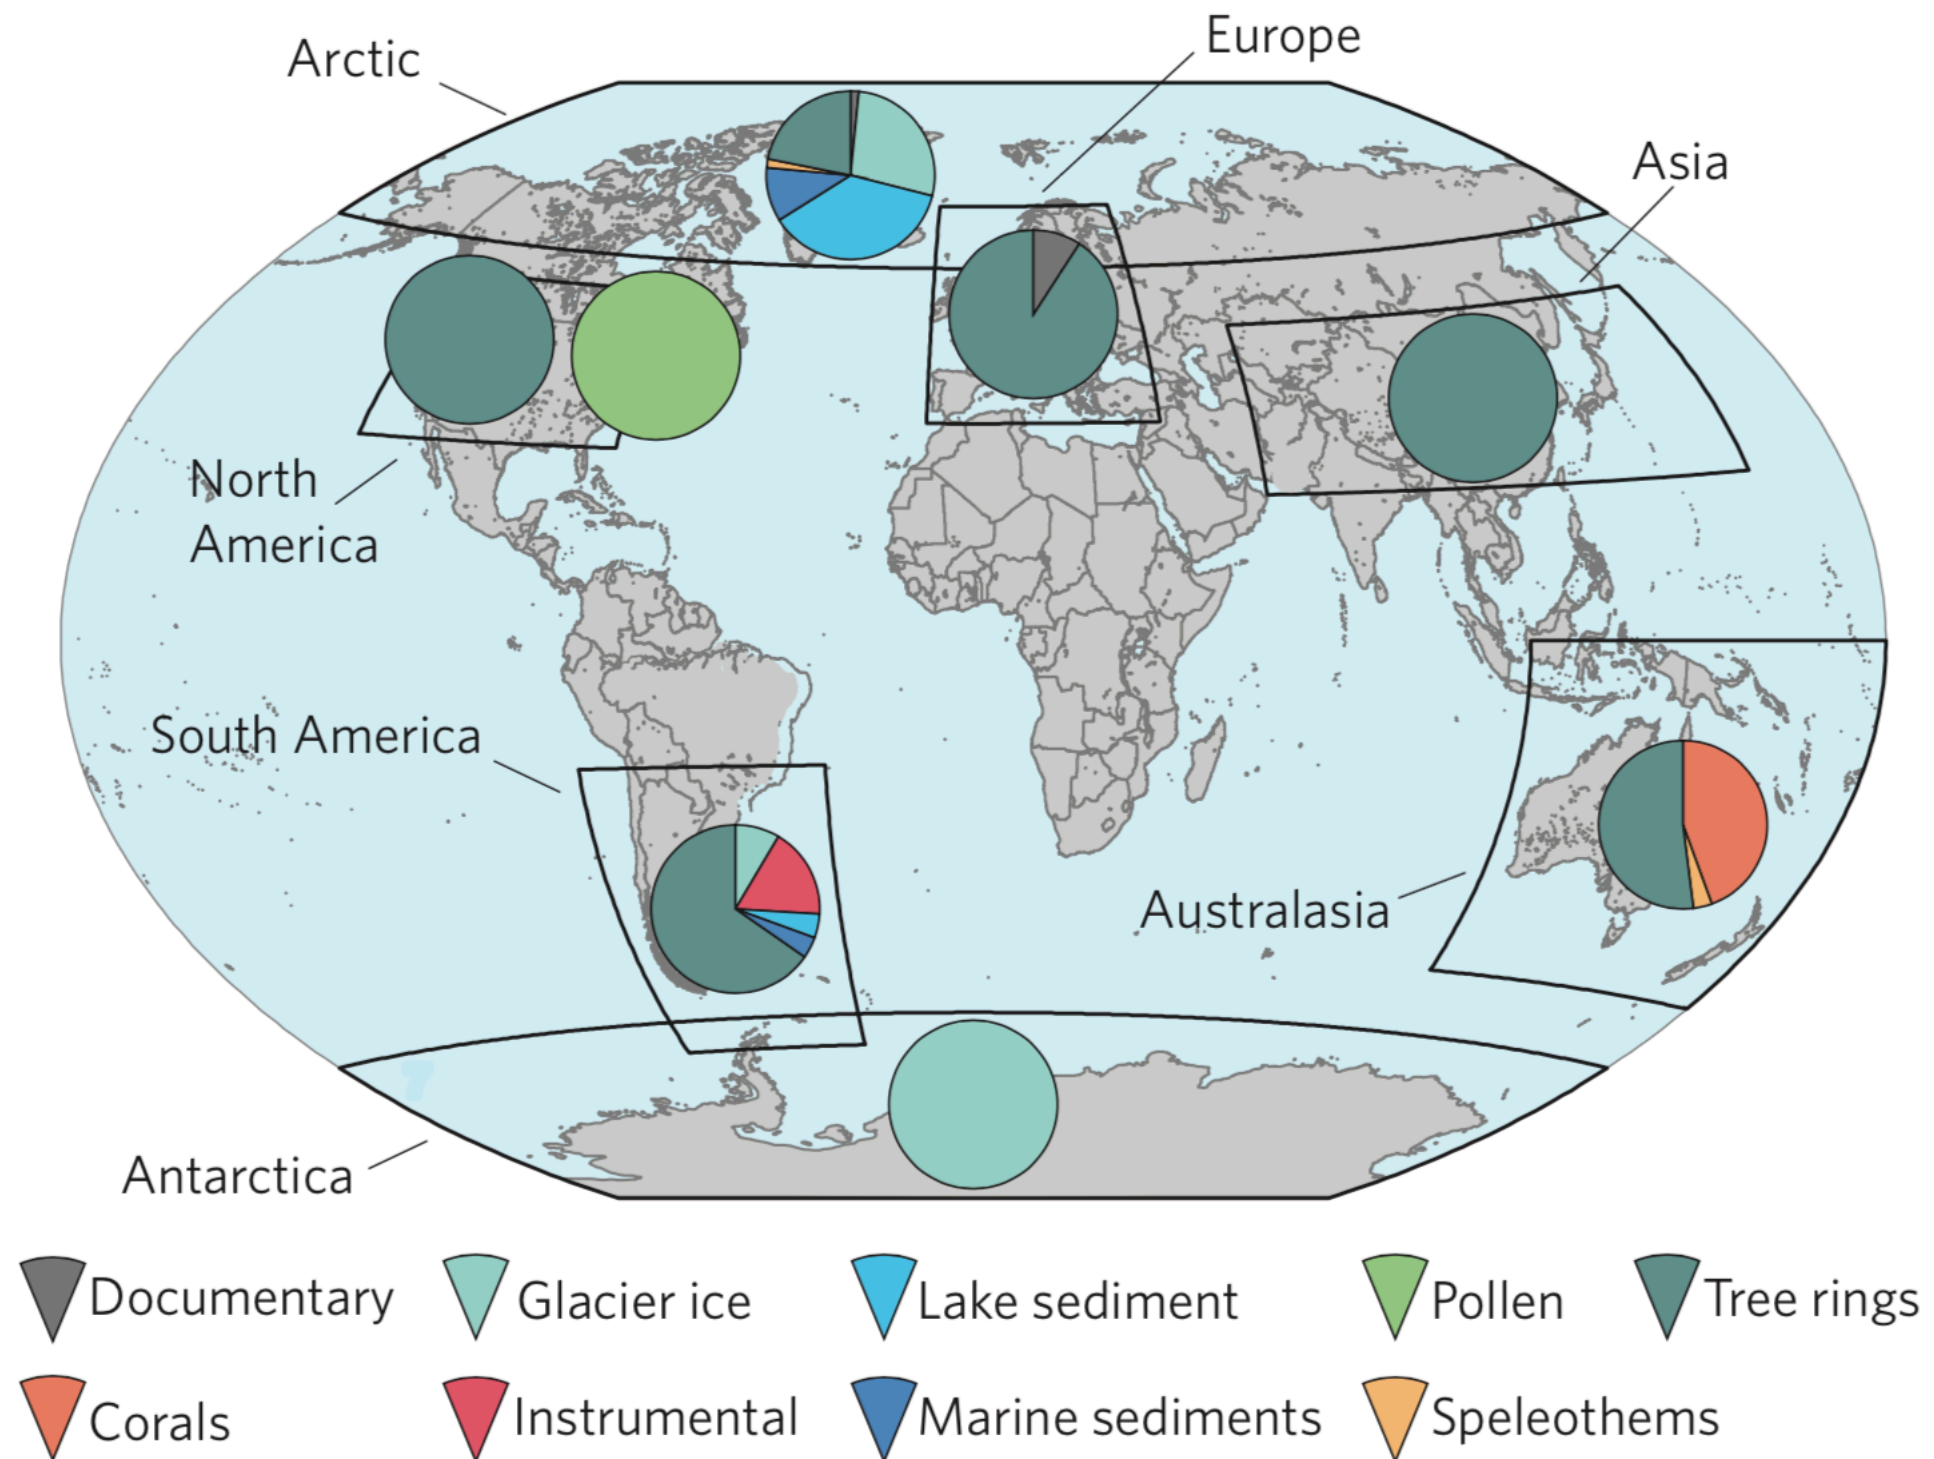 Arctic
Europe
Asia
North
America
South America
Australasia
Antarctica
Documentary
Glacier ice
Lake sediment
Pollen
Tree rings
Corals
Instrumental
Marine sediments
Speleothems